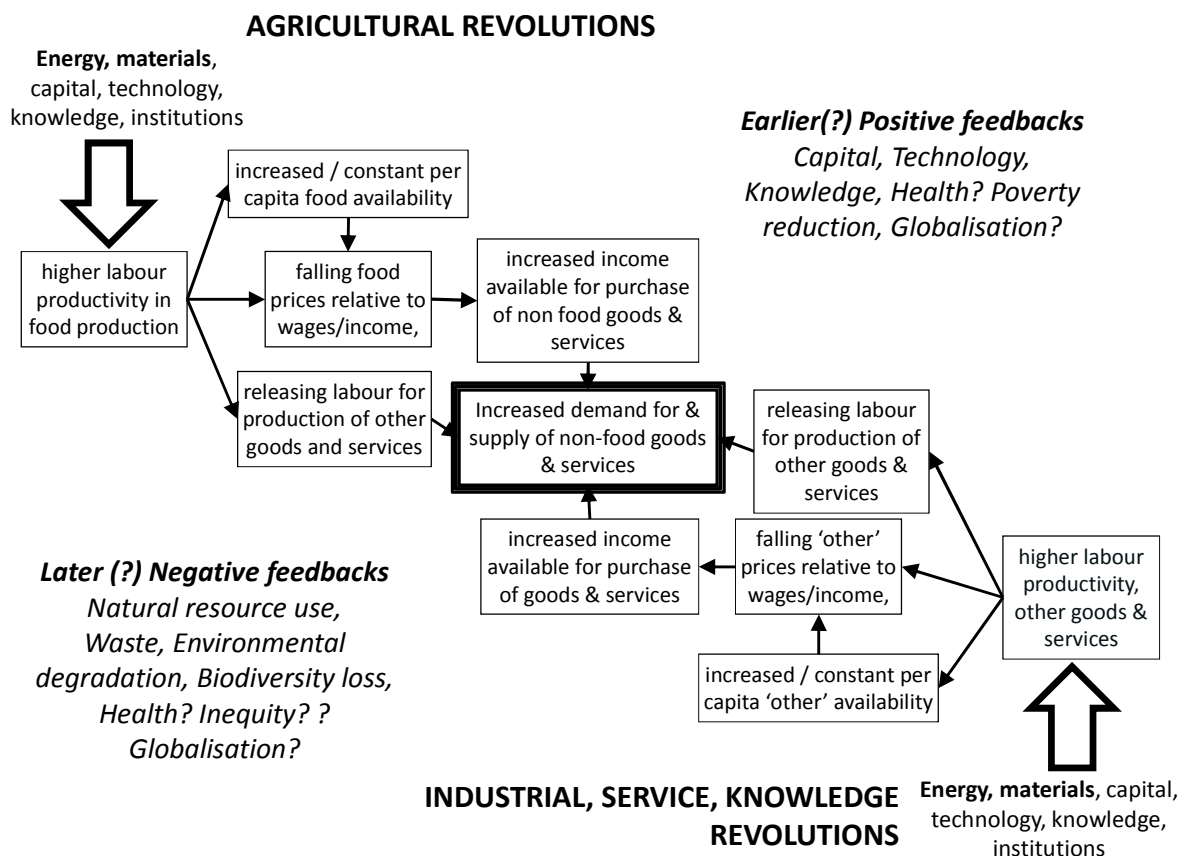 AGRICULTURAL REVOLUTIONS
Energy, materials,
capital, technology,
knowledge, institutions
Earlier(?) Positive feedbacks
Capital, Technology,
Knowledge, Health? Poverty
reduction, Globalisation?
increased / constant per
capita food availability
higher labour
productivity in
food production
falling food
prices relative to
wages/income,
increased income
available for purchase
of non food goods &
services
releasing labour for
production of other
goods and services
Increased demand for &
supply of non-food goods
& services
releasing labour
for production of
other goods &
services
increased income
available for purchase
of goods & services
falling ‘other’
prices relative to
wages/income,
higher labour
productivity,
other goods &
services
increased / constant per
capita ‘other’ availability
Later (?) Negative feedbacks
Natural resource use,
Waste, Environmental
degradation, Biodiversity loss,
Health? Inequity? ?
Globalisation?
INDUSTRIAL, SERVICE, KNOWLEDGE
REVOLUTIONS
Energy, materials, capital,
technology, knowledge,
institutions